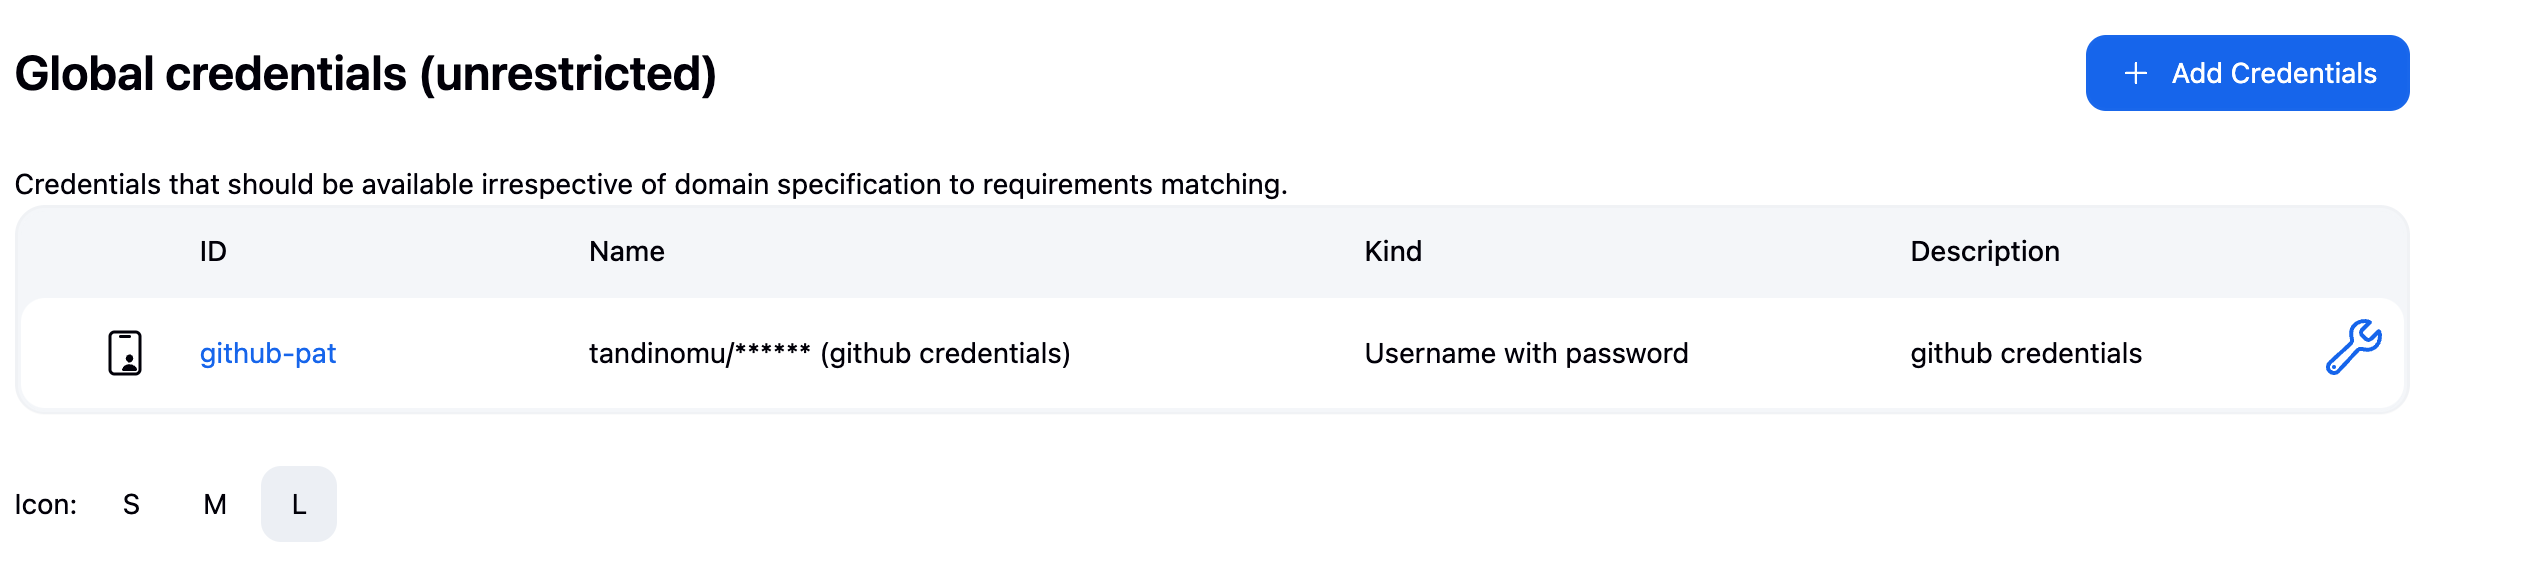 Global credentials (unrestricted)
+ Add Credentials
Credentials that should be available irrespective of domain specification to requirements matching.
ID Name Kind Description
github-pat tandinomu/****** (github credentials) Username with password github credentials
Icon: S M L